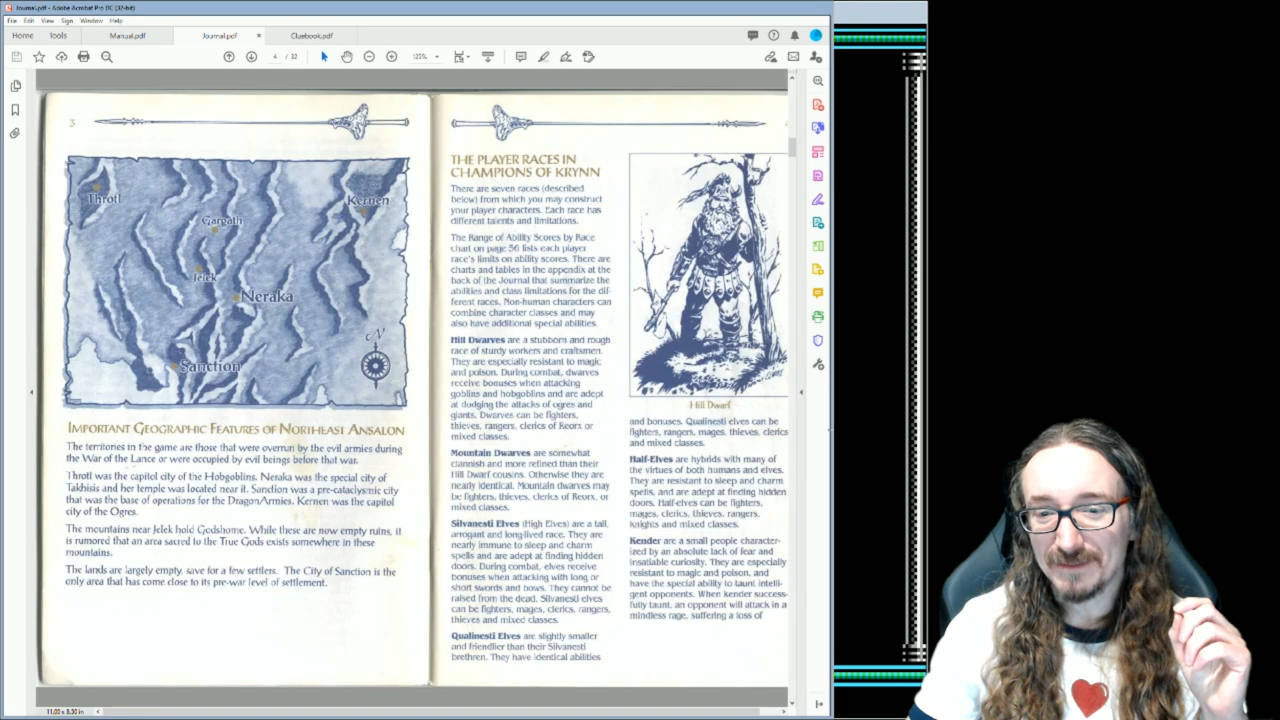 Journal.pdf - Adobe Acrobat Pro DC (32-bit)
File Edit View Sign Window Help
Home Tools Manual.pdf Journal.pdf × Cluebook.pdf
4 / 32 125%
3
Throtl
Kernen
Gargath
Jelek
Neraka
N
Sanction
IMPORTANT GEOGRAPHIC FEATURES OF NORTHEAST ANSALON
The territories in the game are those that were overrun by the evil armies during
the War of the Lance or were occupied by evil beings before that war.
Throtl was the capitol city of the Hobgoblins. Neraka was the special city of
Takhisis and her temple was located near it. Sanction was a pre-cataclysmic city
that was the base of operations for the DragonArmies. Kernen was the capitol
city of the Ogres.
The mountains near Jelek hold Godshome. While these are now empty ruins, it
is rumored that an area sacred to the True Gods exists somewhere in these
mountains.
The lands are largely empty, save for a few settlers. The City of Sanction is the
only area that has come close to its pre-war level of settlement.
THE PLAYER RACES IN
CHAMPIONS OF KRYNN
There are seven races (described
below) from which you may construct
your player characters. Each race has
different talents and limitations.
The Range of Ability Scores by Race
chart on page 56 lists each player
race's limits on ability scores. There are
charts and tables in the appendix at the
back of the Journal that summarize the
abilities and class limitations for the dif-
ferent races. Non-human characters can
combine character classes and may
also have additional special abilities.
Hill Dwarves are a stubborn and rough
race of sturdy workers and craftsmen.
They are especially resistant to magic
and poison. During combat, dwarves
receive bonuses when attacking
goblins and hobgoblins and are adept
at dodging the attacks of ogres and
giants. Dwarves can be fighters,
thieves, rangers, clerics of Reorx or
mixed classes.
Mountain Dwarves are somewhat
clannish and more refined than their
Hill Dwarf cousins. Otherwise they are
nearly identical. Mountain dwarves may
be fighters, thieves, clerics of Reorx, or
mixed classes.
Silvanesti Elves (High Elves) are a tall,
arrogant and long-lived race. They are
nearly immune to sleep and charm
spells and are adept at finding hidden
doors. During combat, elves receive
bonuses when attacking with long or
short swords and bows. They cannot be
raised from the dead. Silvanesti elves
can be fighters, mages, clerics, rangers,
thieves and mixed classes.
Qualinesti Elves are slightly smaller
and friendlier than their Silvanesti
brethren. They have identical abilities
Hill Dwarf
and bonuses. Qualinesti elves can be
fighters, rangers, mages, thieves, clerics
and mixed classes.
Half-Elves are hybrids with many of
the virtues of both humans and elves.
They are resistant to sleep and charm
spells, and are adept at finding hidden
doors. Half-elves can be fighters,
mages, clerics, thieves, rangers,
knights and mixed classes.
Kender are a small people character-
ized by an absolute lack of fear and
insatiable curiosity. They are especially
resistant to magic and poison, and
have the special ability to taunt intelli-
gent opponents. When kender success-
fully taunt, an opponent will attack in a
mindless rage, suffering a loss of
11.00 x 8.50 in